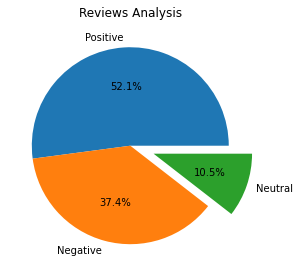 Reviews Analysis
Positive
52.1%
10.5%
Neutral
37.4%
Negative